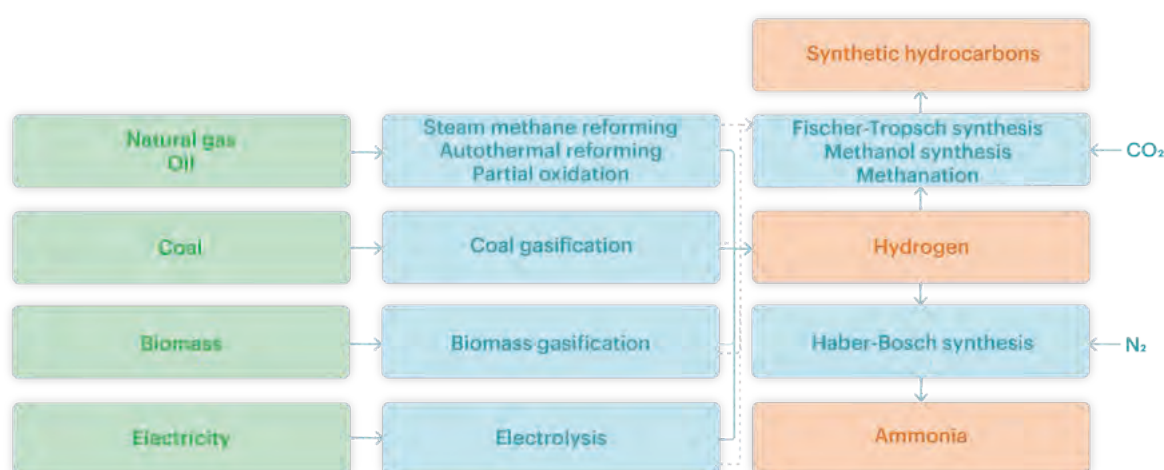 Synthetic hydrocarbons
Natural gas
Oil
Steam methane reforming
Autothermal reforming
Partial oxidation
Fischer-Tropsch synthesis
Methanol synthesis
Methanation
CO₂
Coal
Coal gasification
Hydrogen
Biomass
Biomass gasification
Haber-Bosch synthesis
N₂
Electricity
Electrolysis
Ammonia